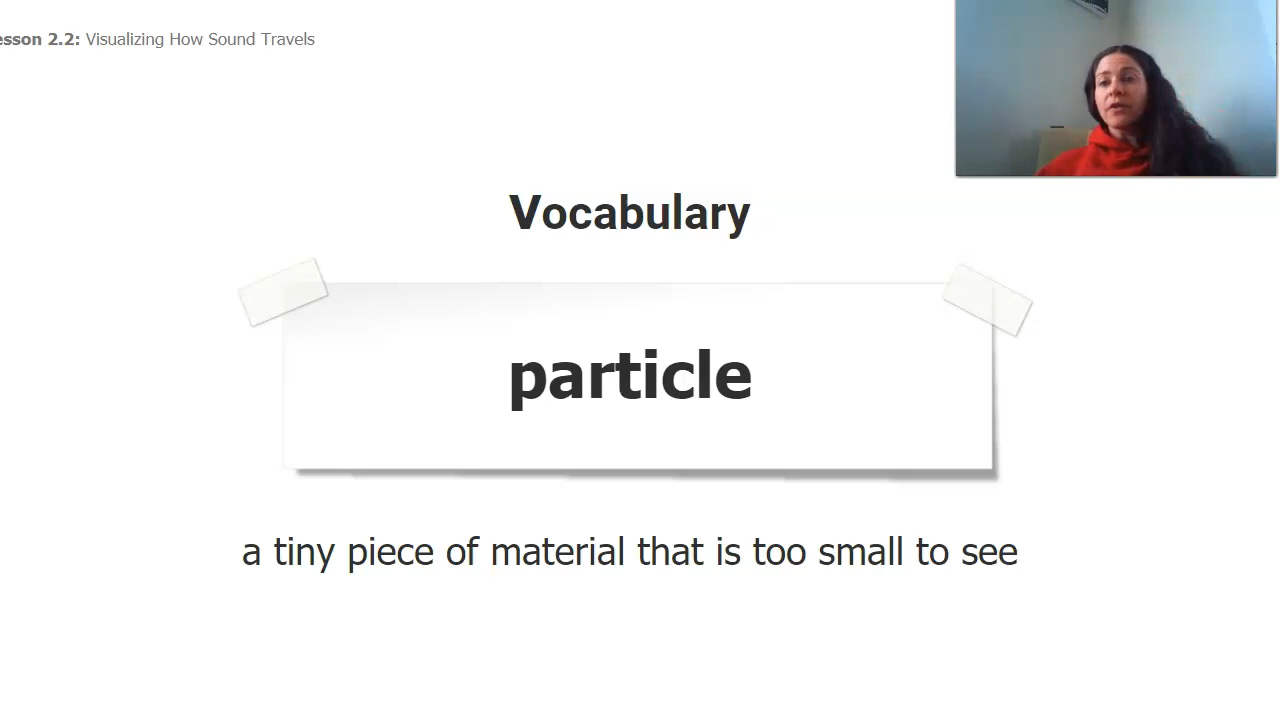 esson 2.2: Visualizing How Sound Travels
Vocabulary
particle
a tiny piece of material that is too small to see